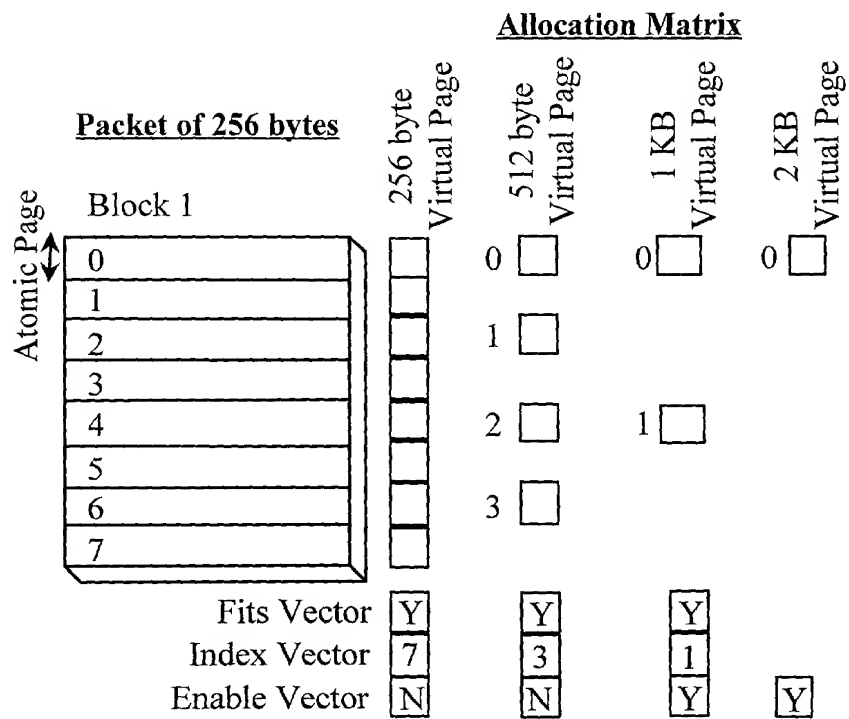 Allocation Matrix
Packet of 256 bytes
256 byte
Virtual Page
512 byte
Virtual Page
1 KB
Virtual Page
2 KB
Virtual Page
Atomic Page
Block 1
0
1
2
3
4
5
6
7
0
1
2
3
0
1
0
Fits Vector Y Y Y
Index Vector 7 3 1
Enable Vector N N Y Y